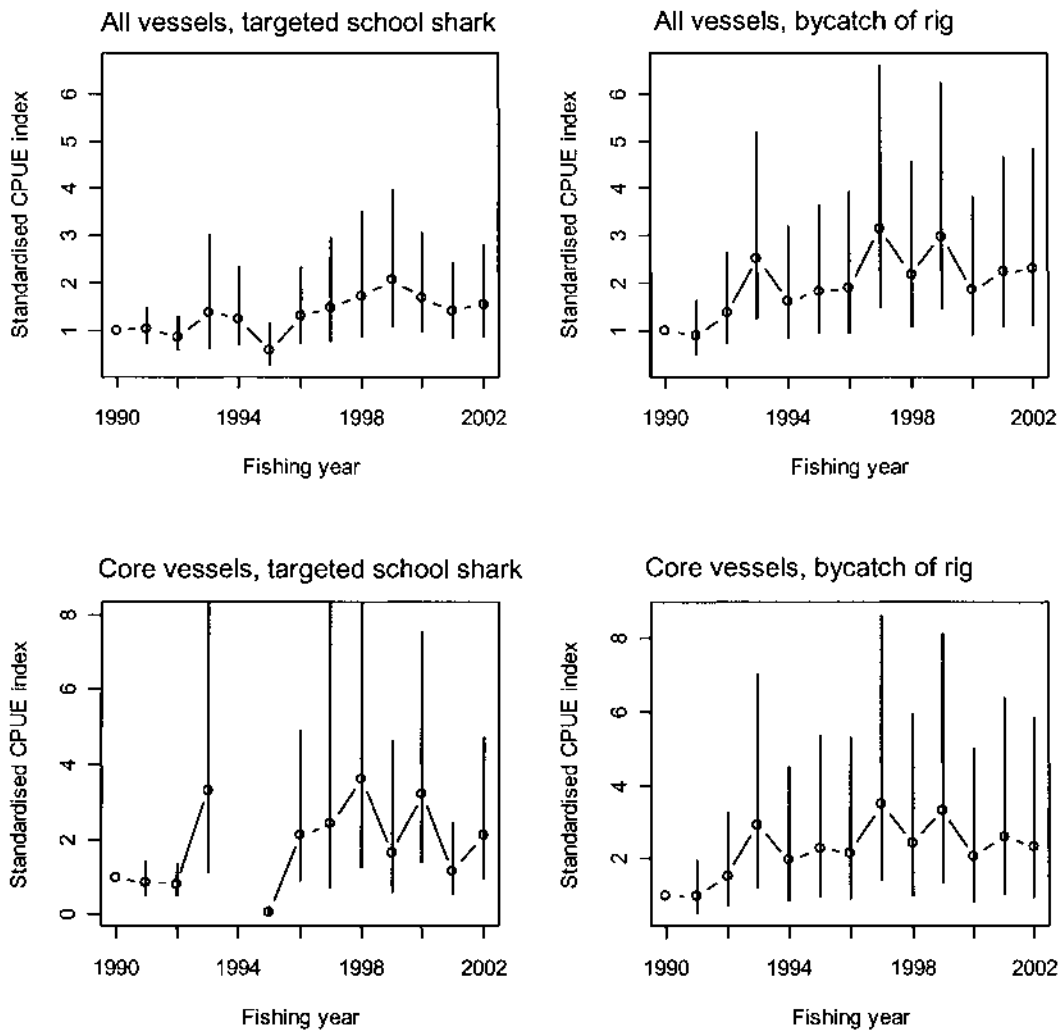 All vessels, targeted school shark
Standardised CPUE index
6
5
4
3
2
1
1990 1994 1998 2002
Fishing year
All vessels, bycatch of rig
Standardised CPUE index
6
5
4
3
2
1
1990 1994 1998 2002
Fishing year
Core vessels, targeted school shark
Standardised CPUE index
8
6
4
2
0
1990 1994 1998 2002
Fishing year
Core vessels, bycatch of rig
Standardised CPUE index
8
6
4
2
1990 1994 1998 2002
Fishing year